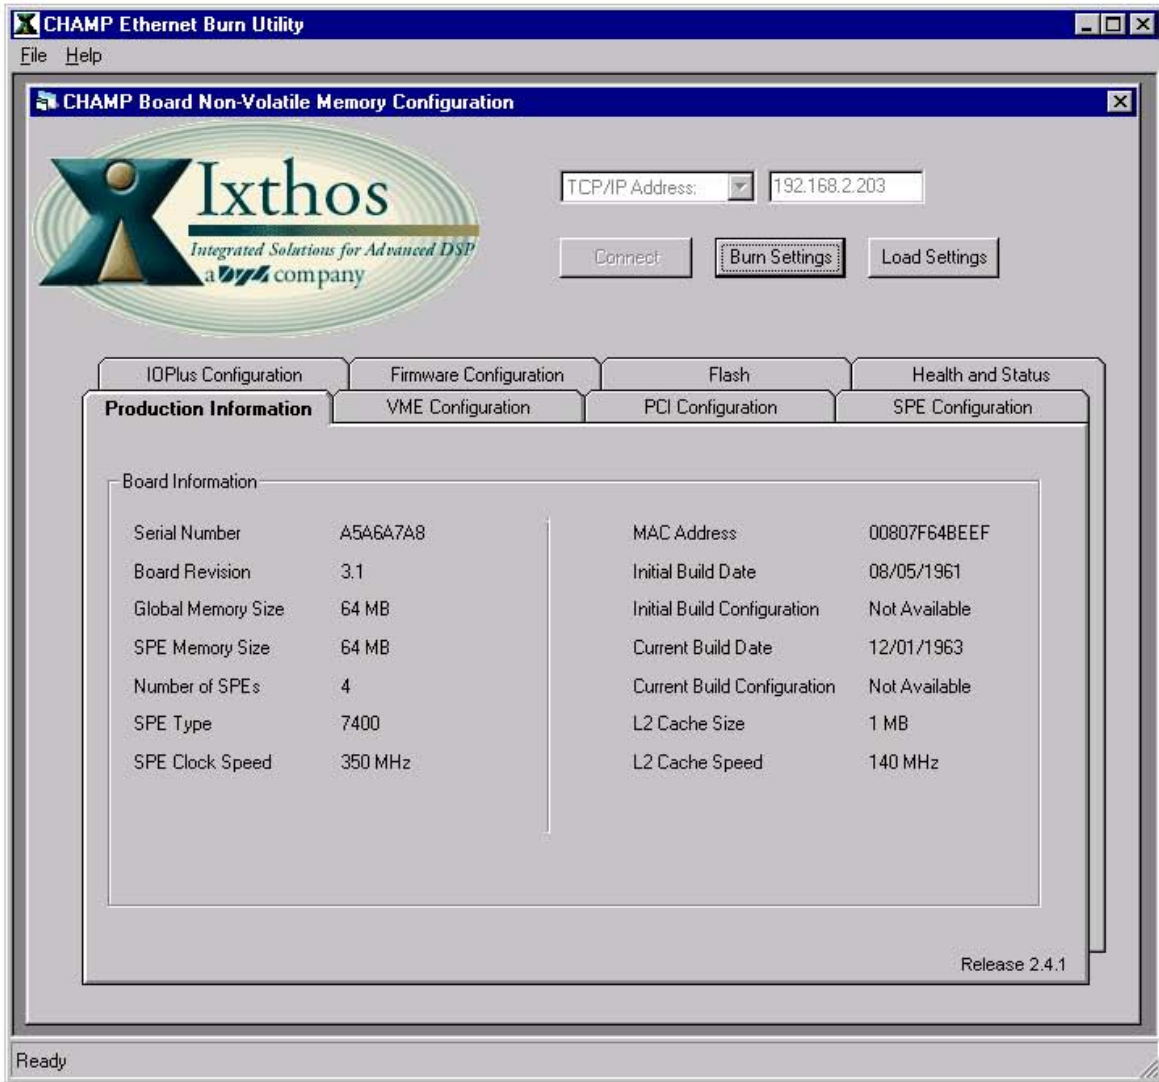 CHAMP Ethernet Burn Utility
File Help
CHAMP Board Non-Volatile Memory Configuration
Ixthos
Integrated Solutions for Advanced DSP
a DY4 company
TCP/IP Address: 192.168.2.203
Connect Burn Settings Load Settings
IOPlus Configuration Firmware Configuration Flash Health and Status
Production Information VME Configuration PCI Configuration SPE Configuration
Board Information
Serial Number A5A6A7A8 MAC Address 00807F64BEEF
Board Revision 3.1 Initial Build Date 08/05/1961
Global Memory Size 64 MB Initial Build Configuration Not Available
SPE Memory Size 64 MB Current Build Date 12/01/1963
Number of SPEs 4 Current Build Configuration Not Available
SPE Type 7400 L2 Cache Size 1 MB
SPE Clock Speed 350 MHz L2 Cache Speed 140 MHz
Release 2.4.1
Ready